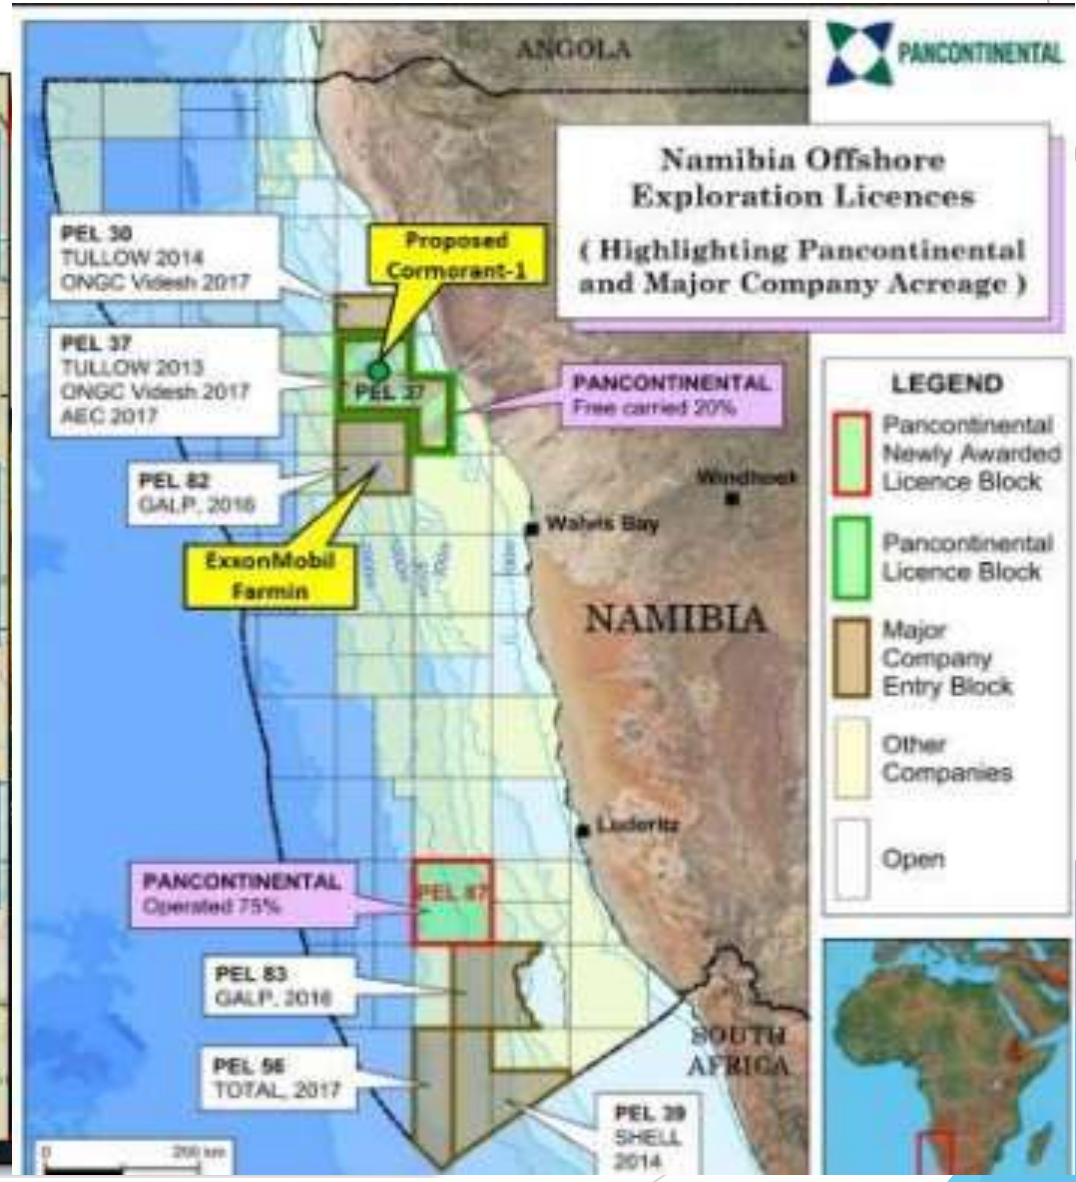 ANGOLA
PANCONTINENTAL
Namibia Offshore
Exploration Licences
( Highlighting Pancontinental
and Major Company Acreage )
PEL 30
TULLOW 2014
ONGC Videsh 2017
Proposed
Cormorant-1
PEL 37
TULLOW 2013
ONGC Videsh 2017
AEC 2017
PEL 37
PANCONTINENTAL
Free carried 20%
PEL 82
GALP, 2016
ExxonMobil
Farmin
Windhoek
Walvis Bay
NAMIBIA
Luderitz
PANCONTINENTAL
Operated 75%
PEL 87
PEL 83
GALP, 2016
PEL 56
TOTAL, 2017
SOUTH
AFRICA
PEL 39
SHELL
2014
0 200 km
LEGEND
Pancontinental
Newly Awarded
Licence Block
Pancontinental
Licence Block
Major
Company
Entry Block
Other
Companies
Open